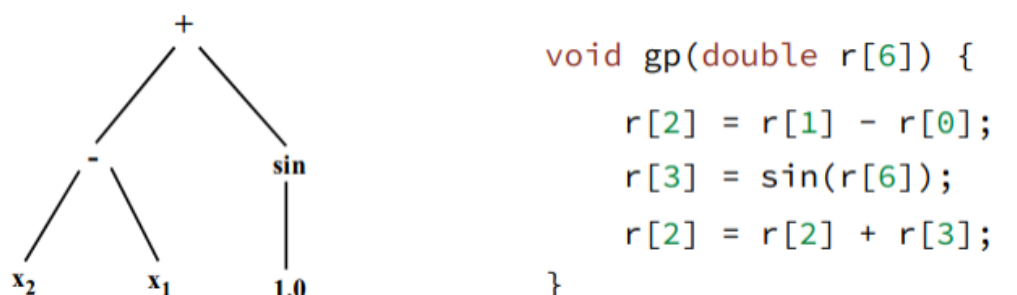 +
-
sin
x₂
x₁
1.0
void gp(double r[6]) {
r[2] = r[1] - r[0];
r[3] = sin(r[6]);
r[2] = r[2] + r[3];
}